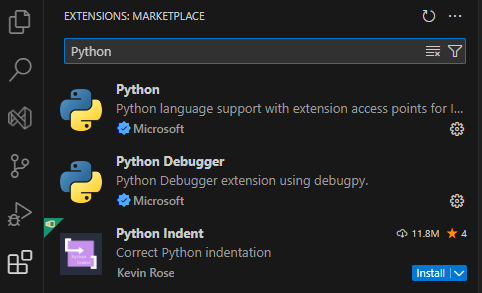 EXTENSIONS: MARKETPLACE
Python
Python
Python language support with extension access points for I...
Microsoft
Python Debugger
Python Debugger extension using debugpy.
Microsoft
Python Indent 11.8M 4
Correct Python indentation
Kevin Rose Install